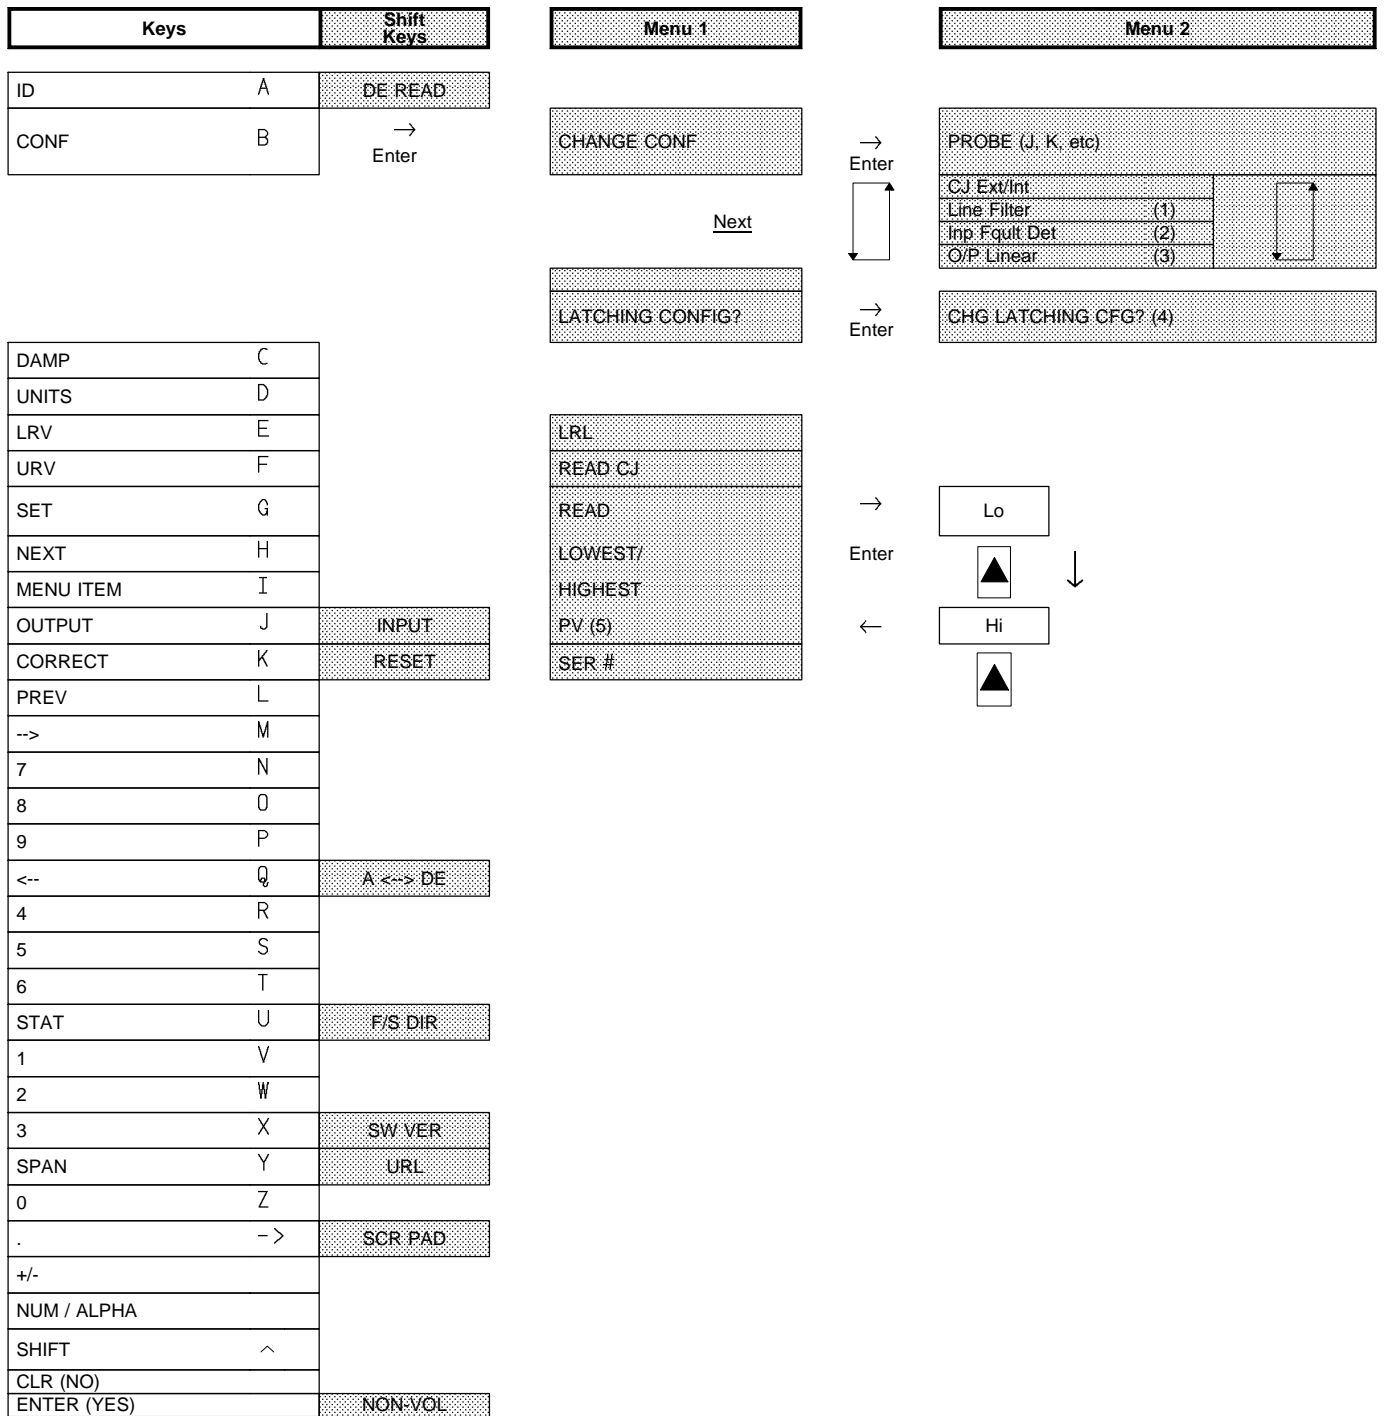 Keys Shift Keys Menu 1 Menu 2
ID A DE READ
CONF B → Enter CHANGE CONF → Enter PROBE (J, K, etc)
CJ Ext/Int
Next Line Filter (1)
Inp Fqult Det (2)
O/P Linear (3)
LATCHING CONFIG? → Enter CHG LATCHING CFG? (4)
DAMP C
UNITS D
LRV E LRL
URV F READ CJ
SET G READ → Lo
NEXT H LOWEST/ Enter ↓
MENU ITEM I HIGHEST
OUTPUT J INPUT PV (5) ← Hi
CORRECT K RESET SER #
PREV L
--> M
7 N
8 O
9 P
<-- Q A <--> DE
4 R
5 S
6 T
STAT U F/S DIR
1 V
2 W
3 X SW VER
SPAN Y URL
0 Z
. -> SCR PAD
+/-
NUM / ALPHA
SHIFT ^
CLR (NO)
ENTER (YES) NON-VOL